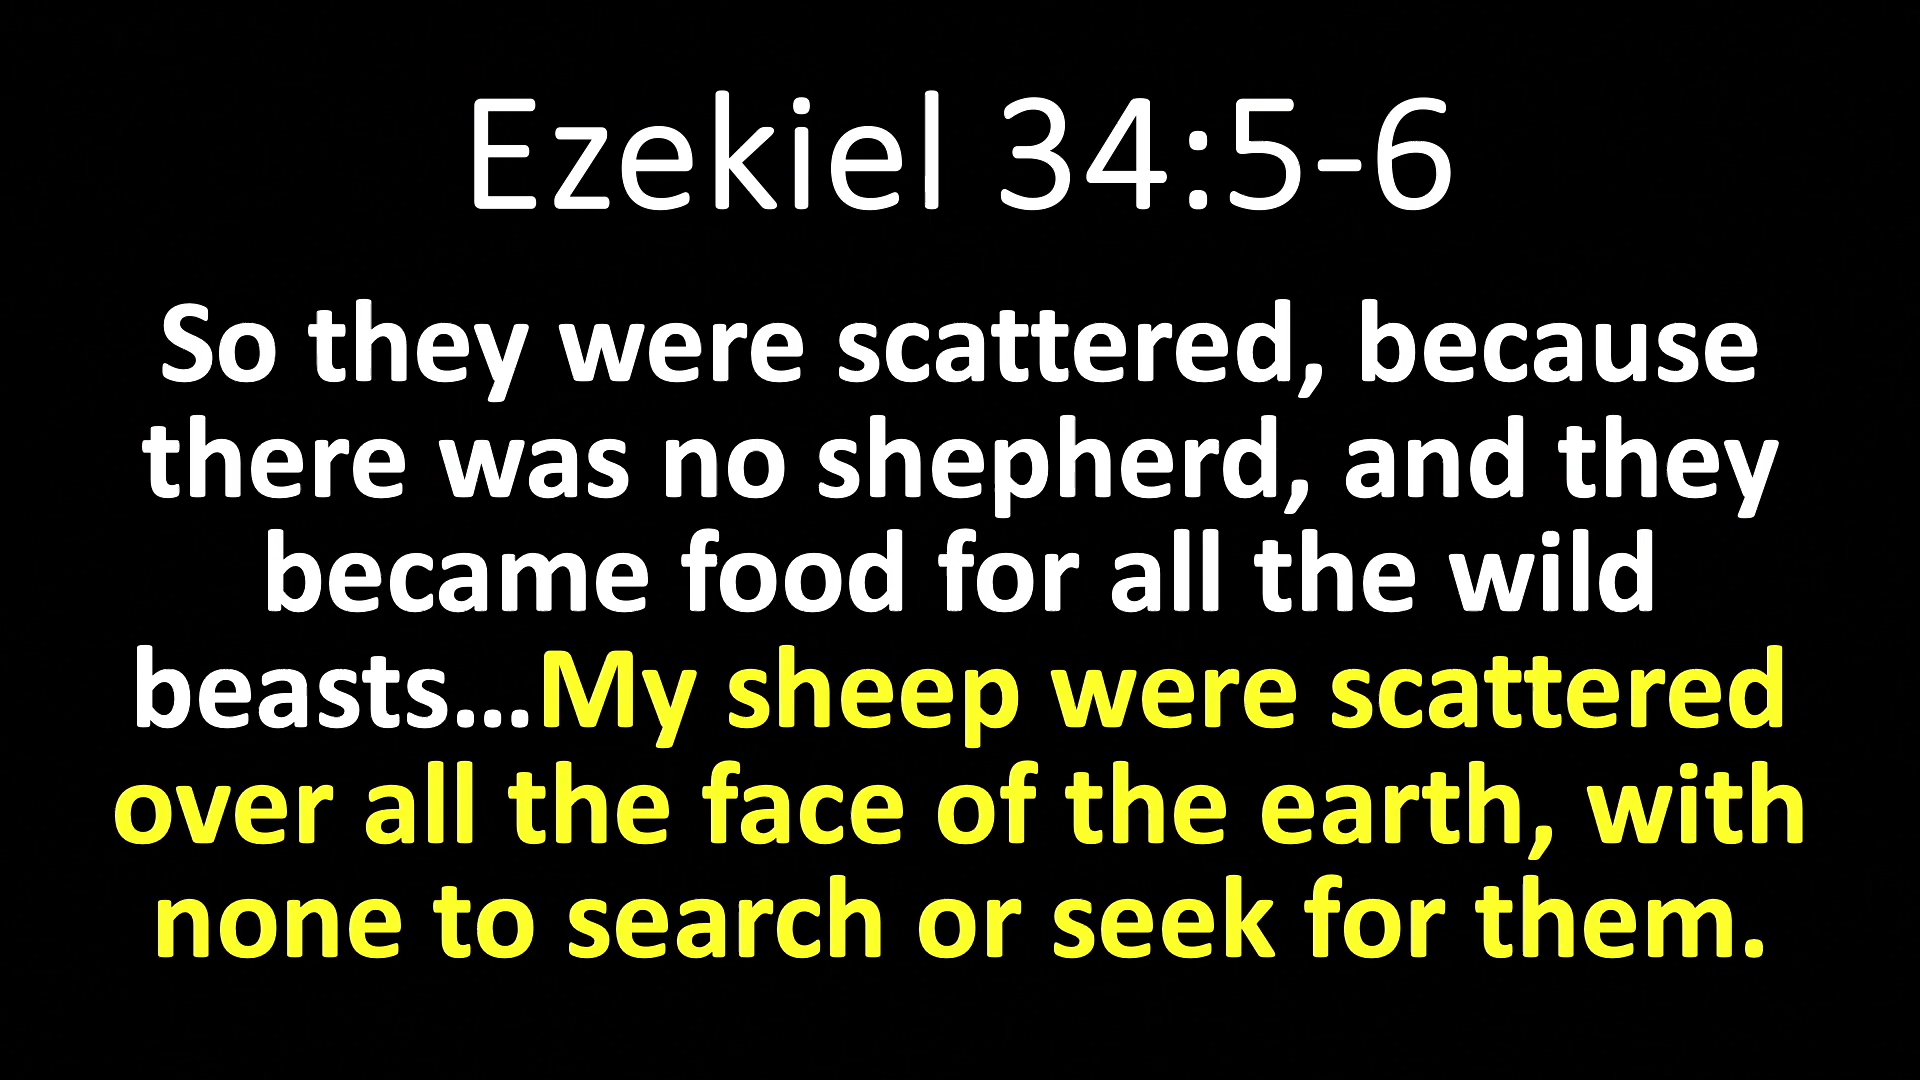 Ezekiel 34:5-6
So they were scattered, because
there was no shepherd, and they
became food for all the wild
beasts…My sheep were scattered
over all the face of the earth, with
none to search or seek for them.